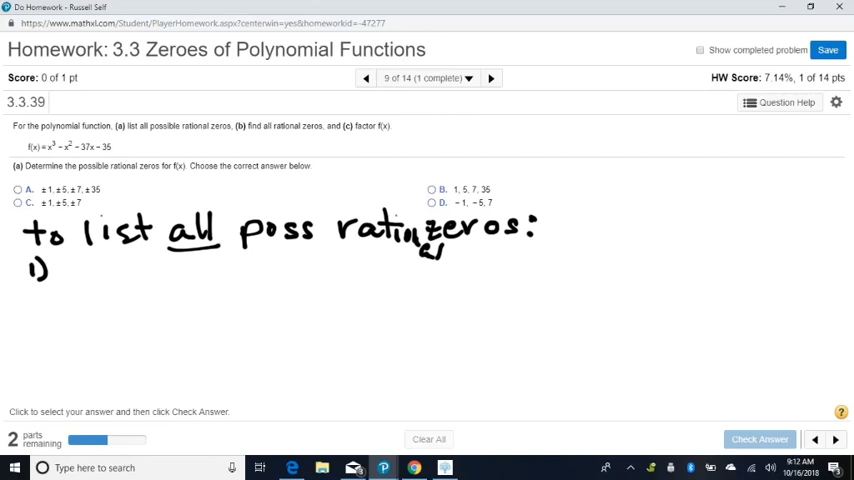 Do Homework - Russell Self
https://www.mathxl.com/Student/PlayerHomework.aspx?centerwin=yes&homeworkid=-47277
Homework: 3.3 Zeroes of Polynomial Functions
Show completed problem
Save
Score: 0 of 1 pt
9 of 14 (1 complete)
HW Score: 7.14%, 1 of 14 pts
3.3.39
Question Help
For the polynomial function, (a) list all possible rational zeros, (b) find all rational zeros, and (c) factor f(x).
f(x) = x³ − x² − 37x − 35
(a) Determine the possible rational zeros for f(x). Choose the correct answer below.
A. ± 1, ± 5, ± 7, ± 35
B. 1, 5, 7, 35
C. ± 1, ± 5, ± 7
D. − 1, − 5, 7
to list all poss rational zeros:
1)
Click to select your answer and then click Check Answer.
?
2 parts remaining
Clear All
Check Answer
Type here to search
9:12 AM
10/16/2018